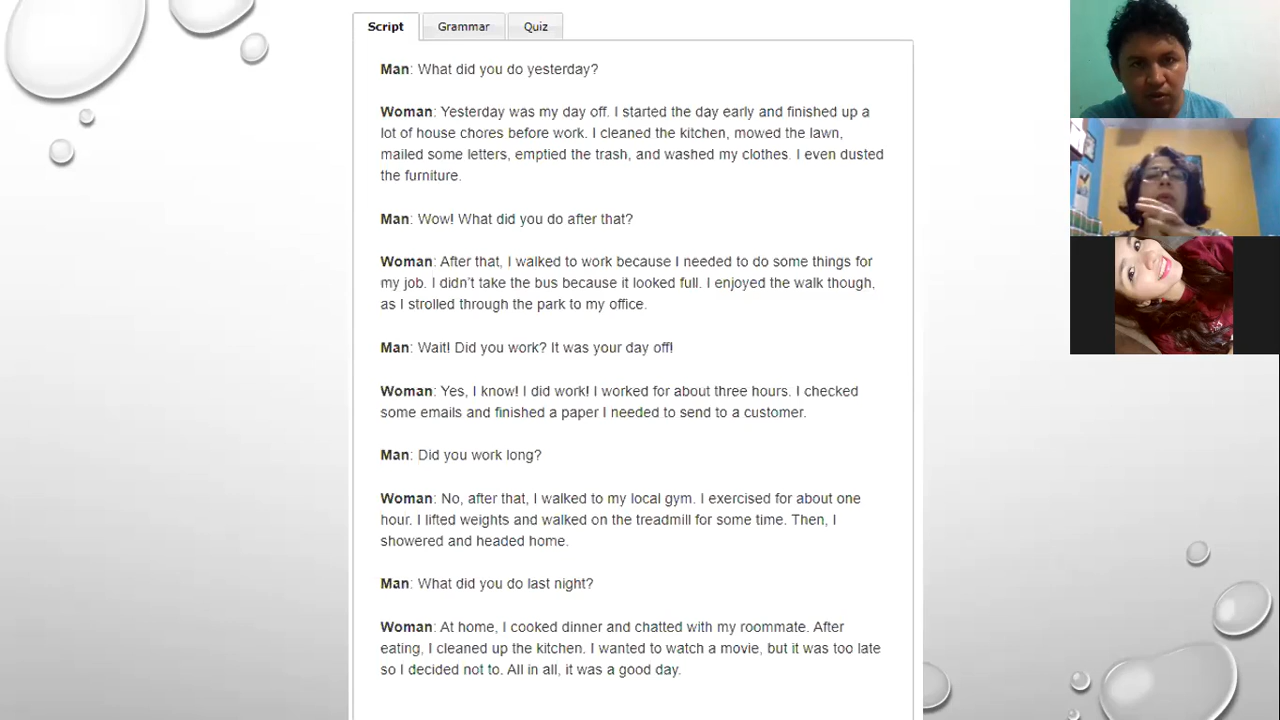 Script Grammar Quiz
Man: What did you do yesterday?
Woman: Yesterday was my day off. I started the day early and finished up a
lot of house chores before work. I cleaned the kitchen, mowed the lawn,
mailed some letters, emptied the trash, and washed my clothes. I even dusted
the furniture.
Man: Wow! What did you do after that?
Woman: After that, I walked to work because I needed to do some things for
my job. I didn’t take the bus because it looked full. I enjoyed the walk though,
as I strolled through the park to my office.
Man: Wait! Did you work? It was your day off!
Woman: Yes, I know! I did work! I worked for about three hours. I checked
some emails and finished a paper I needed to send to a customer.
Man: Did you work long?
Woman: No, after that, I walked to my local gym. I exercised for about one
hour. I lifted weights and walked on the treadmill for some time. Then, I
showered and headed home.
Man: What did you do last night?
Woman: At home, I cooked dinner and chatted with my roommate. After
eating, I cleaned up the kitchen. I wanted to watch a movie, but it was too late
so I decided not to. All in all, it was a good day.